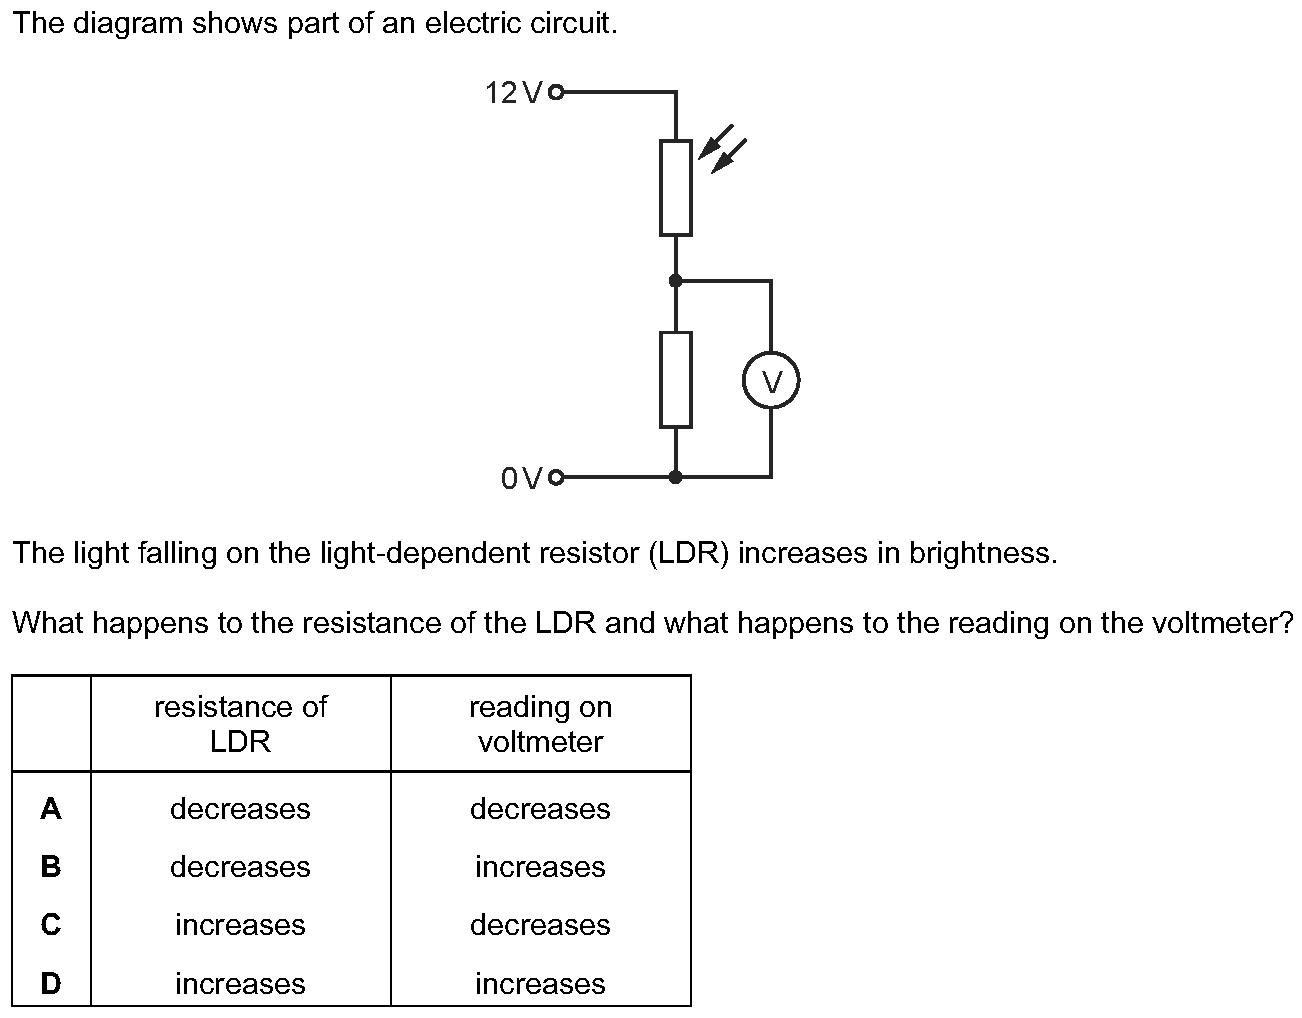 The diagram shows part of an electric circuit.
12 V
V
0 V
The light falling on the light-dependent resistor (LDR) increases in brightness.
What happens to the resistance of the LDR and what happens to the reading on the voltmeter?
resistance of LDR reading on voltmeter
A decreases decreases
B decreases increases
C increases decreases
D increases increases